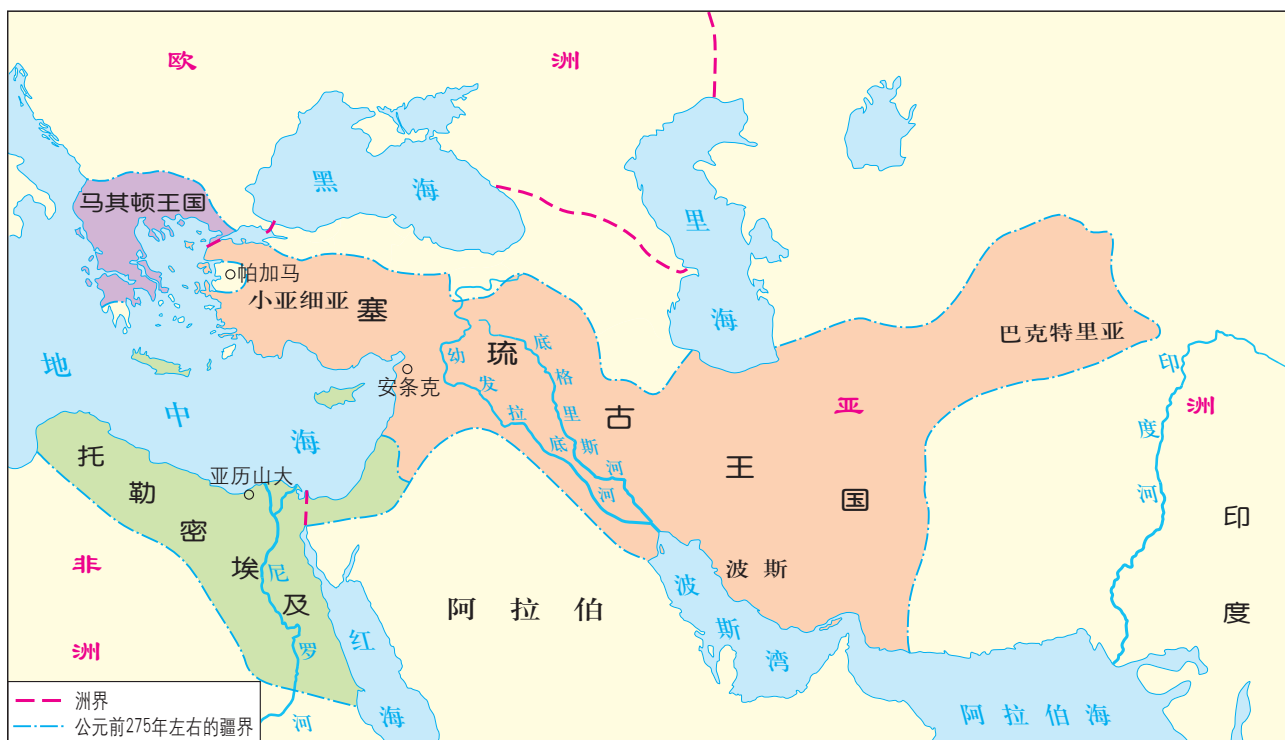 欧洲
黑海
里海
马其顿王国
帕加马
小亚细亚
塞琉古王国
巴克特里亚
安条克
幼发拉底河
底格里斯河
亚洲
印度河
地中海
亚历山大
托勒密埃及
尼罗河
非洲
红海
阿拉伯
波斯
波斯湾
印度
阿拉伯海
洲界
公元前275年左右的疆界